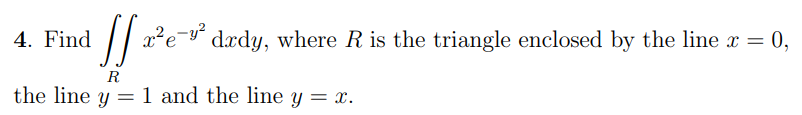 4. Find ∬_R x²e^{-y²} dxdy, where R is the triangle enclosed by the line x = 0,
the line y = 1 and the line y = x.